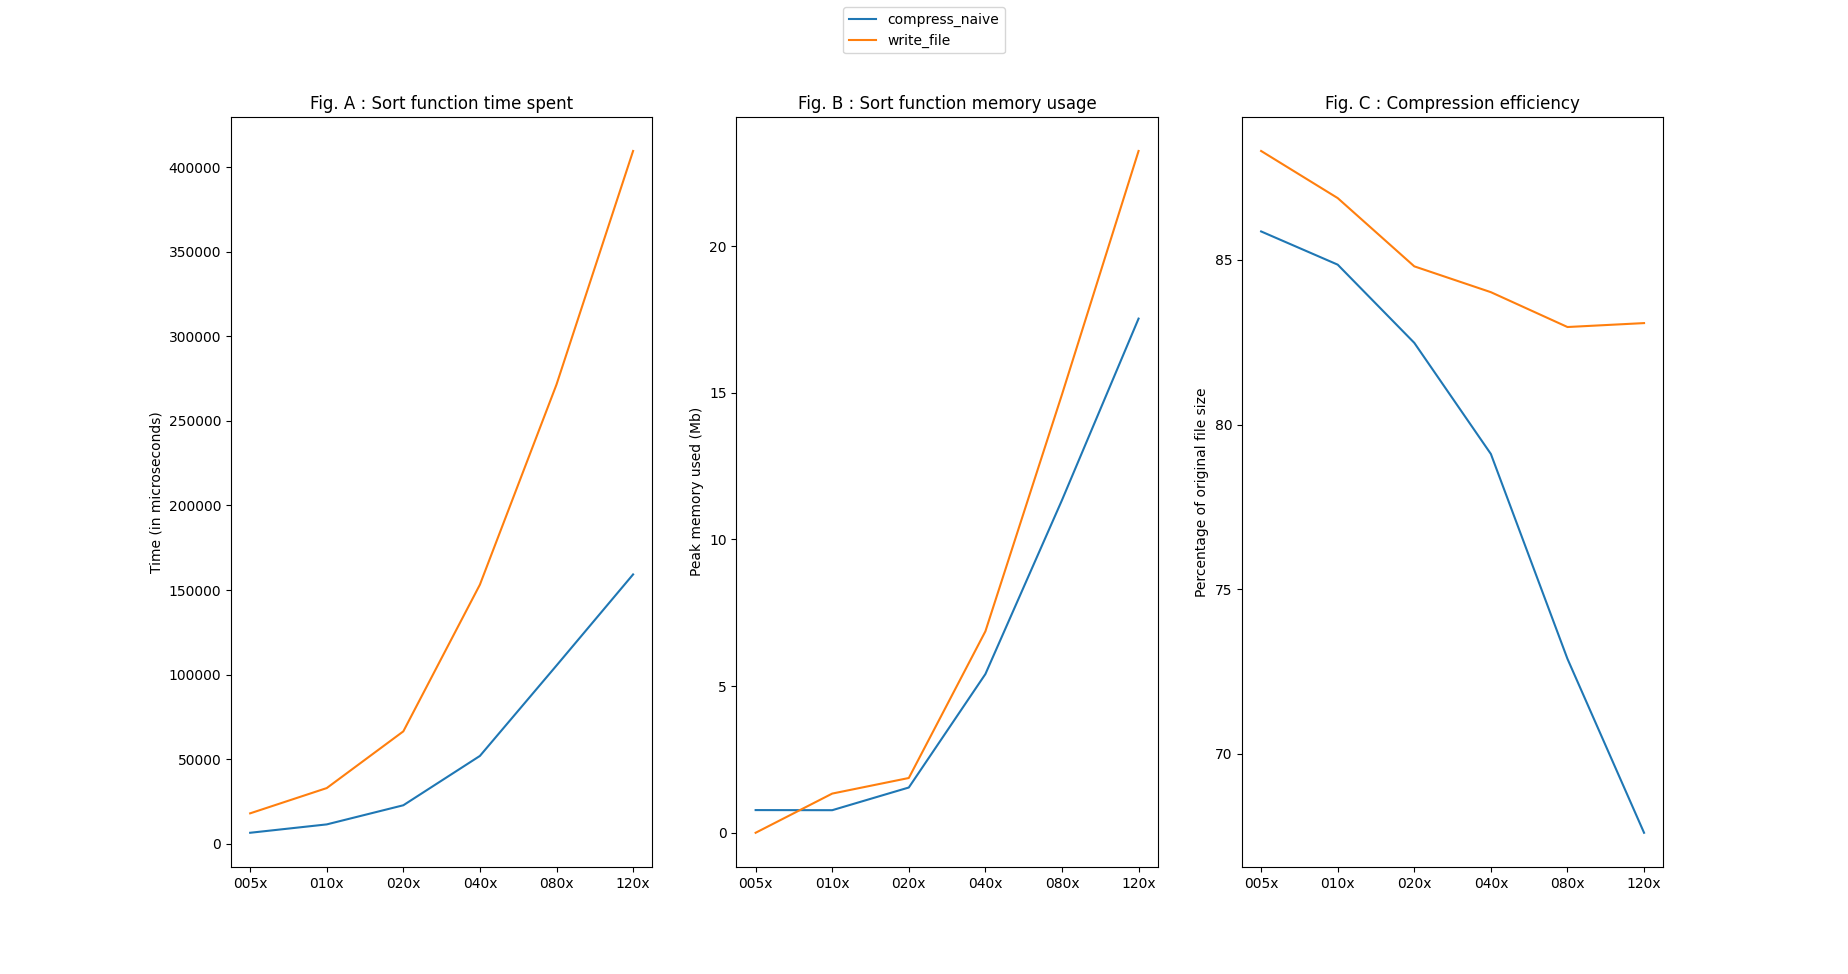 compress_naive
write_file
Fig. A : Sort function time spent
Time (in microseconds)
400000
350000
300000
250000
200000
150000
100000
50000
0
005x 010x 020x 040x 080x 120x
Fig. B : Sort function memory usage
Peak memory used (Mb)
20
15
10
5
0
005x 010x 020x 040x 080x 120x
Fig. C : Compression efficiency
Percentage of original file size
85
80
75
70
005x 010x 020x 040x 080x 120x